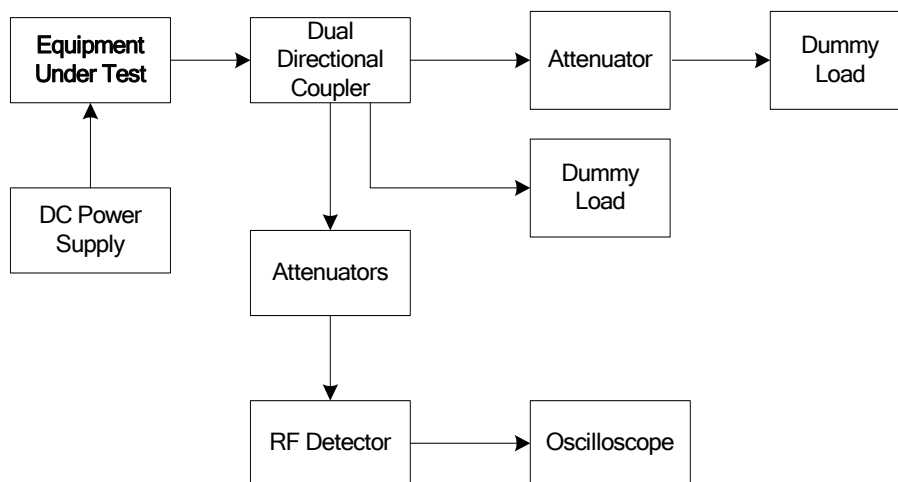 Equipment
Under Test
Dual
Directional
Coupler
Attenuator
Dummy
Load
DC Power
Supply
Dummy
Load
Attenuators
RF Detector
Oscilloscope